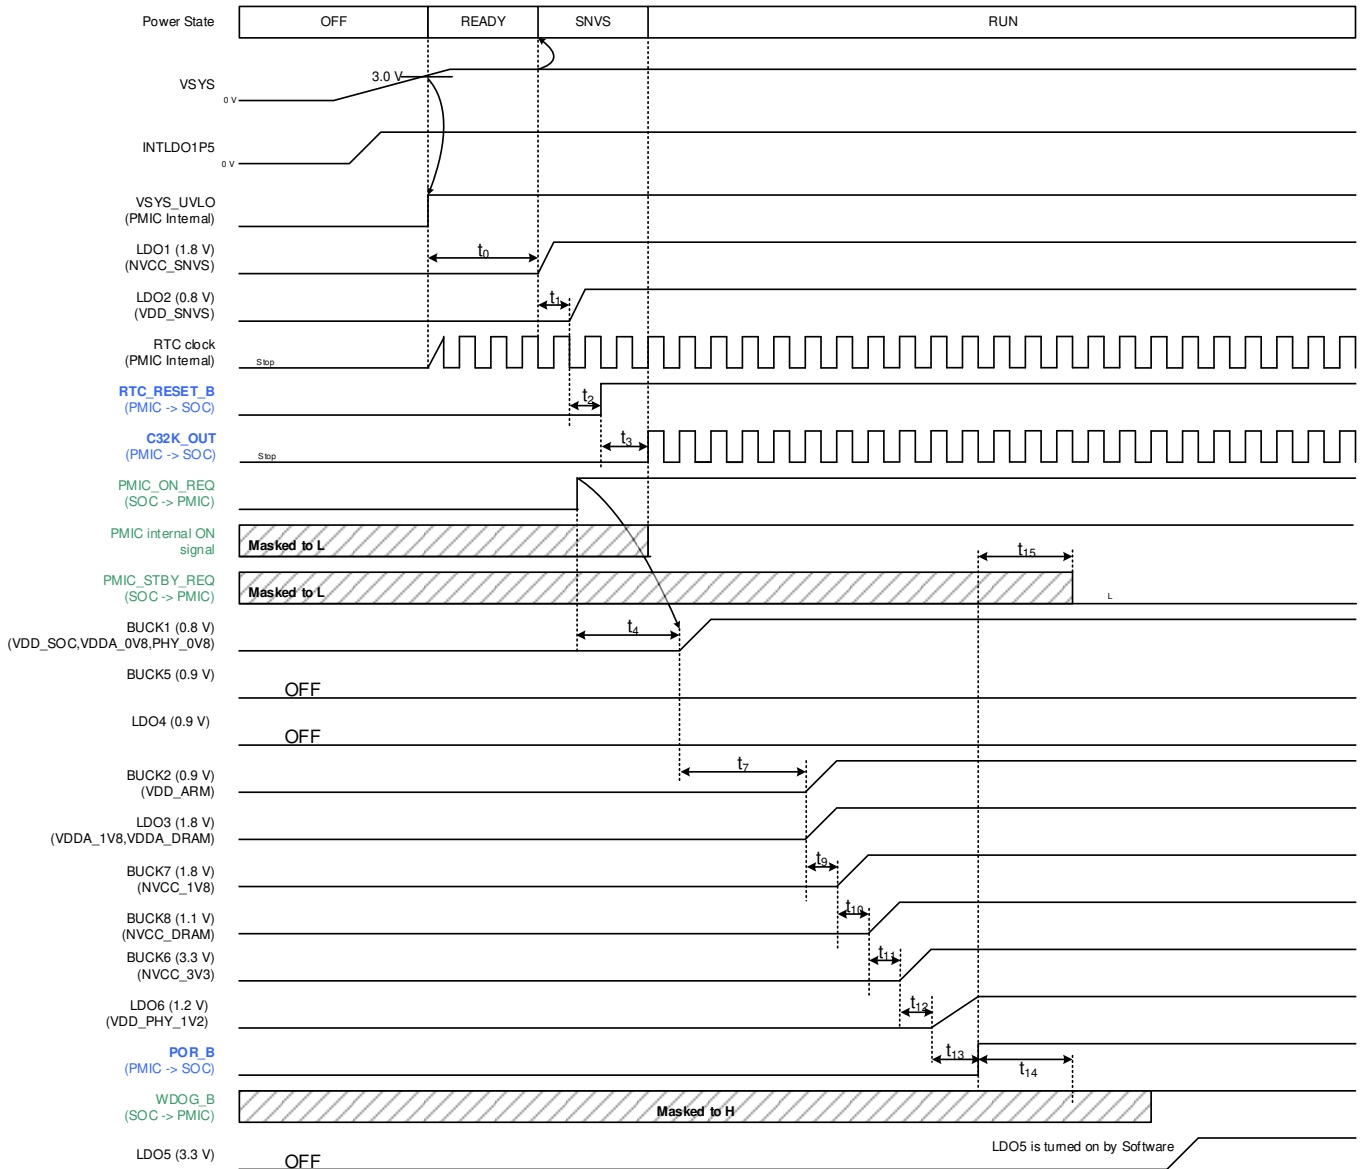 Power State OFF READY SNVS RUN
3.0 V
VSYS
0 V
INTLDO1P5
0 V
VSYS_UVLO
(PMIC Internal)
LDO1 (1.8 V)
(NVCC_SNVS)
t0
LDO2 (0.8 V)
(VDD_SNVS)
t1
RTC clock
(PMIC Internal)
Stop
RTC_RESET_B
(PMIC -> SOC)
t2
C32K_OUT
(PMIC -> SOC)
Stop
t3
PMIC_ON_REQ
(SOC -> PMIC)
PMIC internal ON
signal
Masked to L
t15
PMIC_STBY_REQ
(SOC -> PMIC)
Masked to L
L
BUCK1 (0.8 V)
(VDD_SOC,VDDA_0V8,PHY_0V8)
t4
BUCK5 (0.9 V)
OFF
LDO4 (0.9 V)
OFF
BUCK2 (0.9 V)
(VDD_ARM)
t7
LDO3 (1.8 V)
(VDDA_1V8,VDDA_DRAM)
BUCK7 (1.8 V)
(NVCC_1V8)
t9
BUCK8 (1.1 V)
(NVCC_DRAM)
t10
BUCK6 (3.3 V)
(NVCC_3V3)
t11
LDO6 (1.2 V)
(VDD_PHY_1V2)
t12
POR_B
(PMIC -> SOC)
t13
t14
WDOG_B
(SOC -> PMIC)
Masked to H
LDO5 (3.3 V)
OFF
LDO5 is turned on by Software